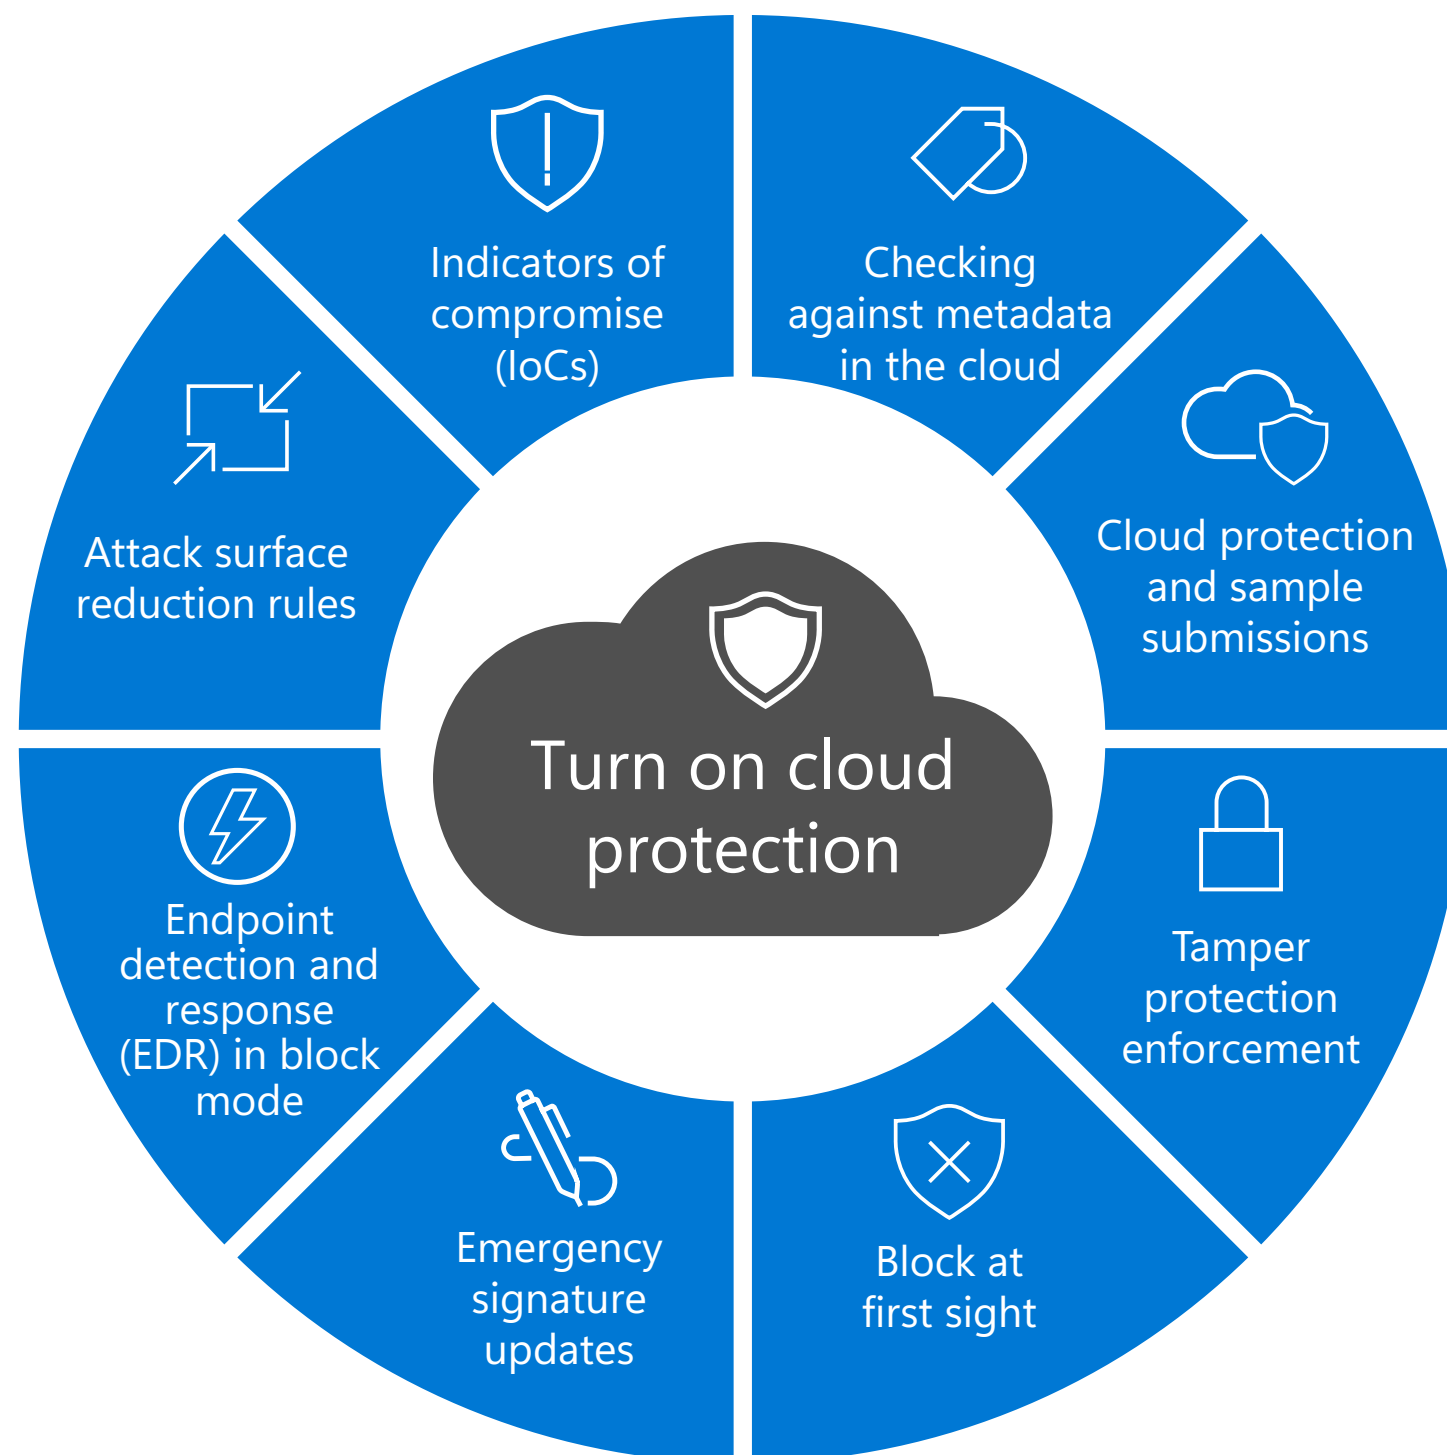 Indicators of
compromise
(IoCs)
Checking
against metadata
in the cloud
Cloud protection
and sample
submissions
Tamper
protection
enforcement
Block at
first sight
Emergency
signature
updates
Endpoint
detection and
response
(EDR) in block
mode
Attack surface
reduction rules
Turn on cloud
protection